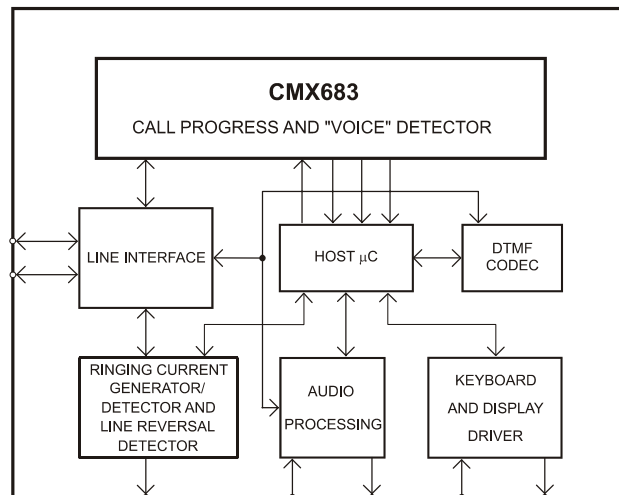 CMX683
CALL PROGRESS AND "VOICE" DETECTOR
LINE INTERFACE
HOST µC
DTMF
CODEC
RINGING CURRENT
GENERATOR/
DETECTOR AND
LINE REVERSAL
DETECTOR
AUDIO
PROCESSING
KEYBOARD
AND DISPLAY
DRIVER